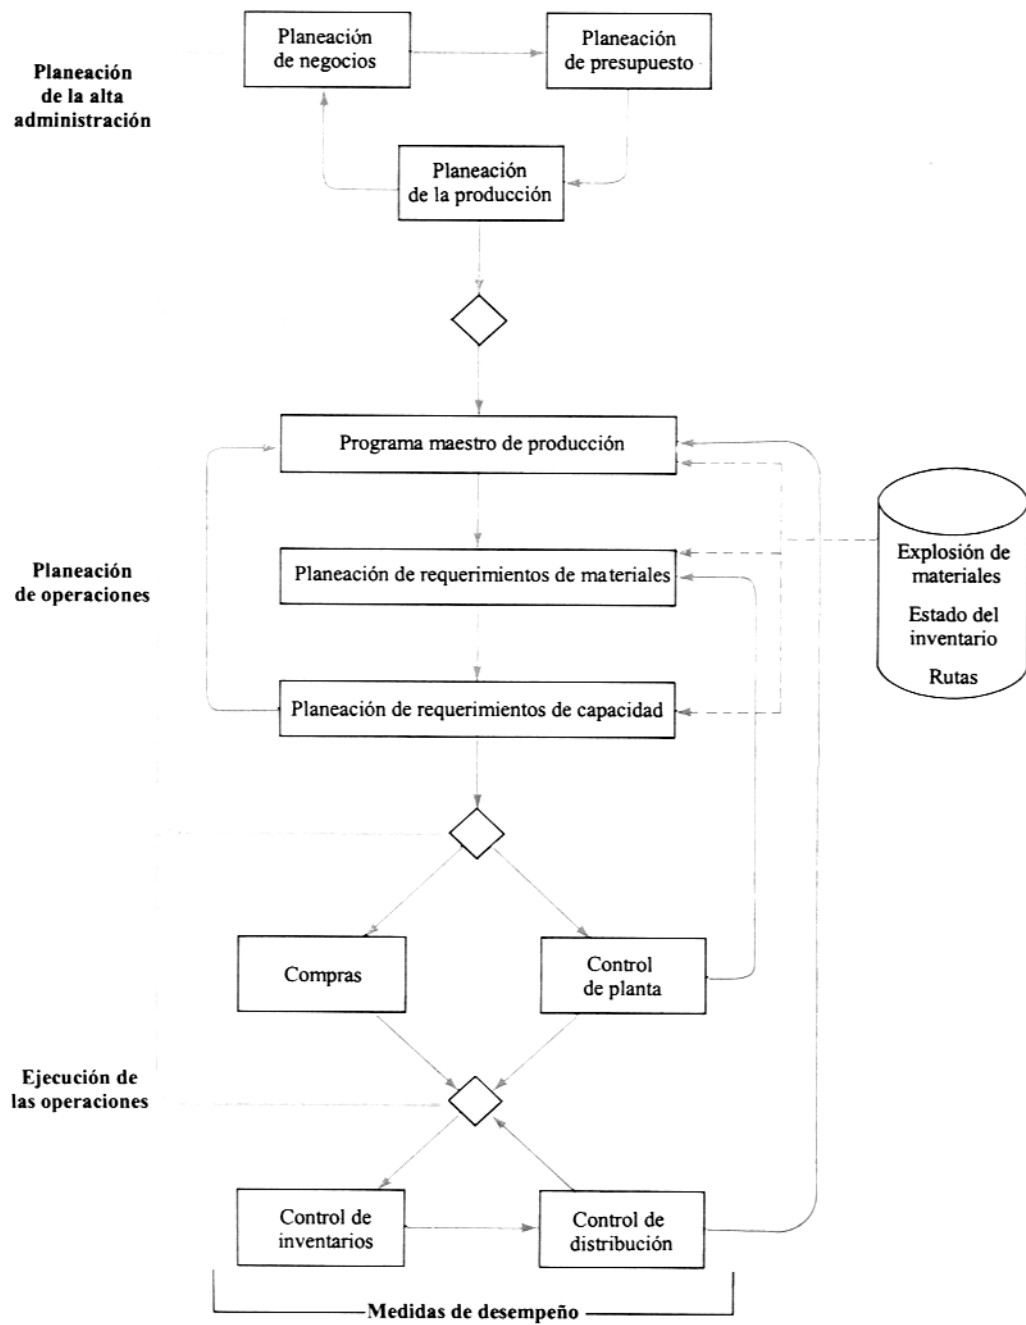 Planeación
de negocios
Planeación
de presupuesto
Planeación
de la alta
administración
Planeación
de la producción
Programa maestro de producción
Planeación
de operaciones
Planeación de requerimientos de materiales
Explosión de
materiales
Estado del
inventario
Rutas
Planeación de requerimientos de capacidad
Compras
Control
de planta
Ejecución de
las operaciones
Control de
inventarios
Control de
distribución
Medidas de desempeño